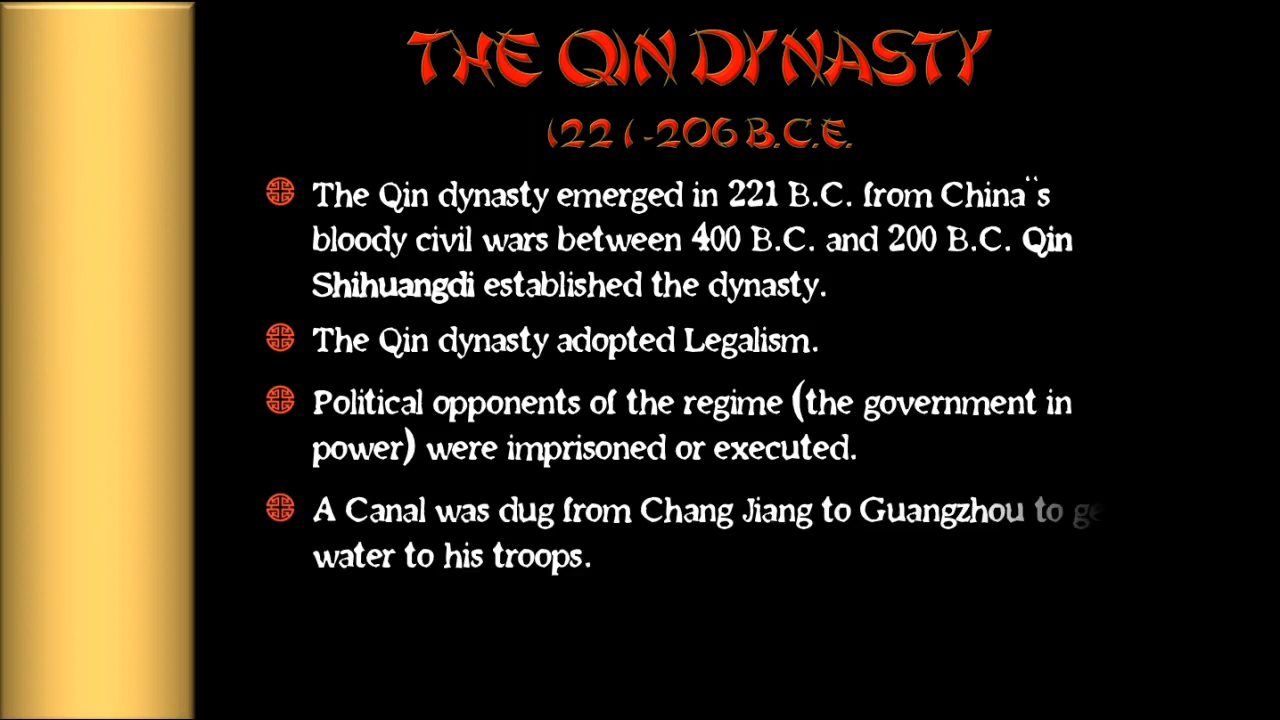 THE QIN DYNASTY
(221-206 B.C.E.
The Qin dynasty emerged in 221 B.C. from China¨s
bloody civil wars between 400 B.C. and 200 B.C. Qin
Shihuangdi established the dynasty.
The Qin dynasty adopted Legalism.
Political opponents of the regime (the government in
power) were imprisoned or executed.
A Canal was dug from Chang Jiang to Guangzhou to
water to his troops.